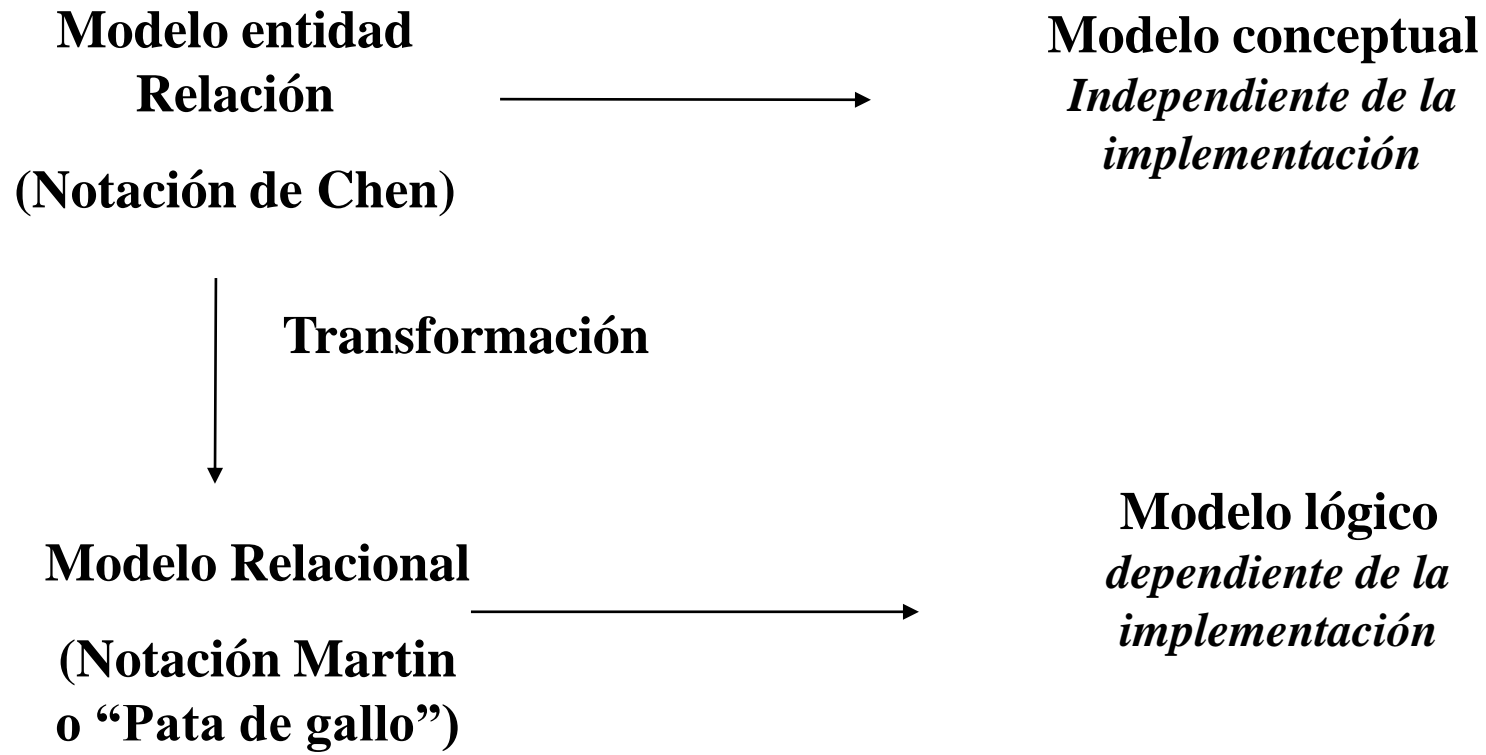 Modelo entidad
Relación
(Notación de Chen)
Modelo conceptual
Independiente de la
implementación
Transformación
Modelo Relacional
(Notación Martin
o “Pata de gallo”)
Modelo lógico
dependiente de la
implementación